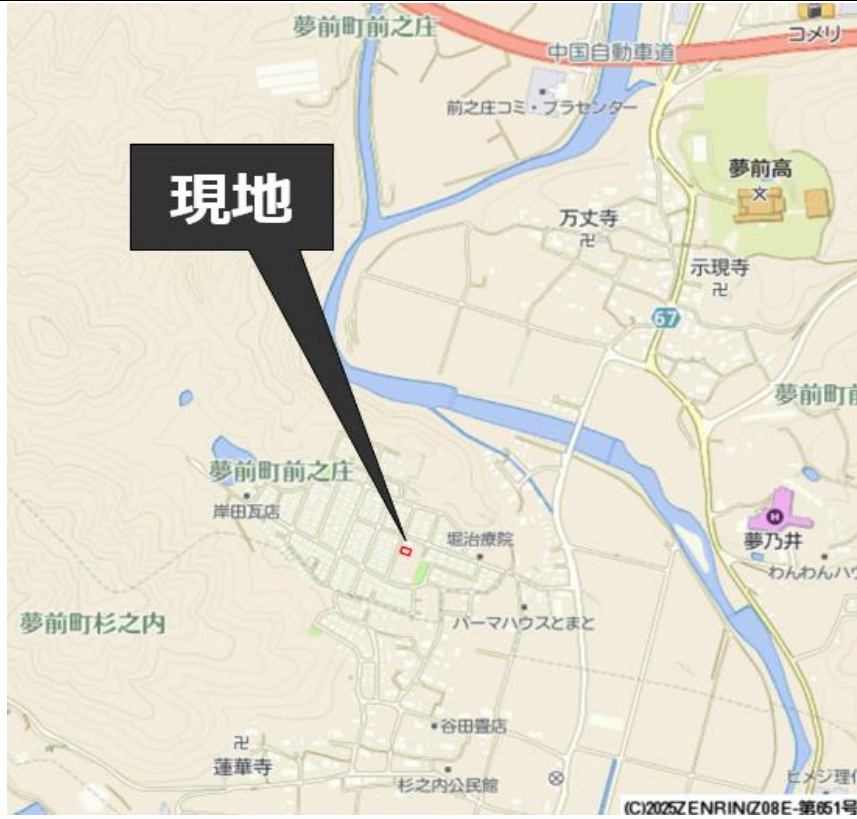 夢前町前之庄
コメリ
中国自動車道
前之庄コミ・プラセンター
現地
夢前高
万丈寺
示現寺
67
夢前町前
夢前町前之庄
岸田瓦店
堀治療院
H
夢乃井
わんわんハウ
夢前町杉之内
パーマハウスとまと
谷田畳店
蓮華寺
杉之内公民館
ヒメジ理化
(C)2025ZENRIN(Z08E-第651号